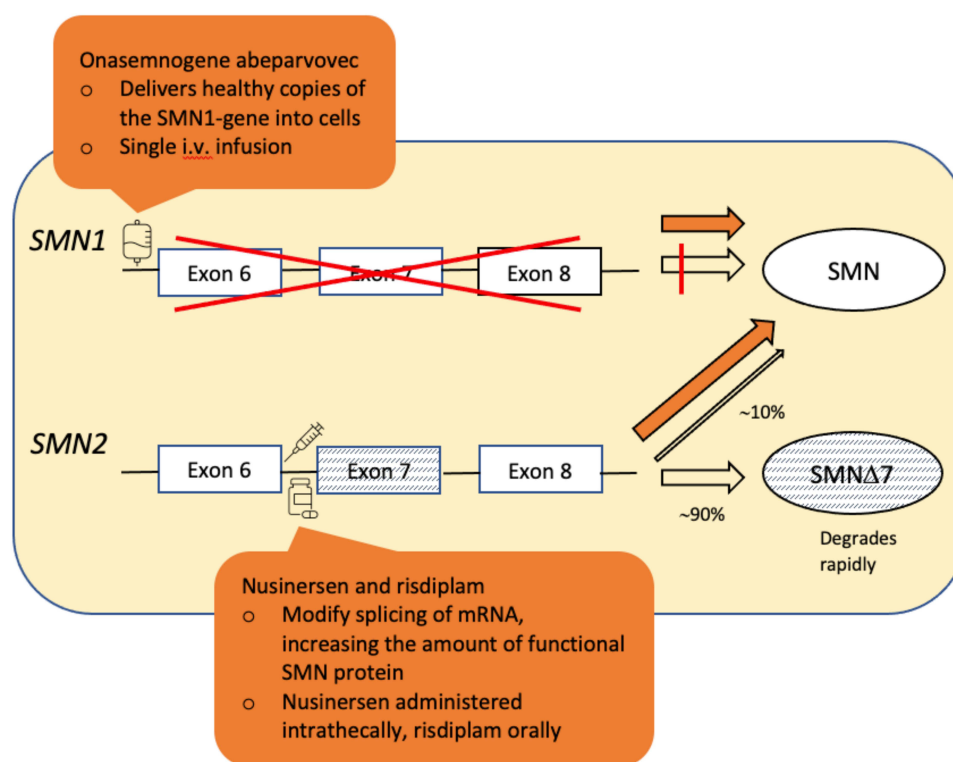 Onasemnogene abeparvovec
o Delivers healthy copies of
the SMN1-gene into cells
o Single i.v. infusion
SMN1
Exon 6
Exon 7
Exon 8
SMN
~10%
SMN2
Exon 6
Exon 7
Exon 8
~90%
SMNΔ7
Degrades
rapidly
Nusinersen and risdiplam
o Modify splicing of mRNA,
increasing the amount of functional
SMN protein
o Nusinersen administered
intrathecally, risdiplam orally